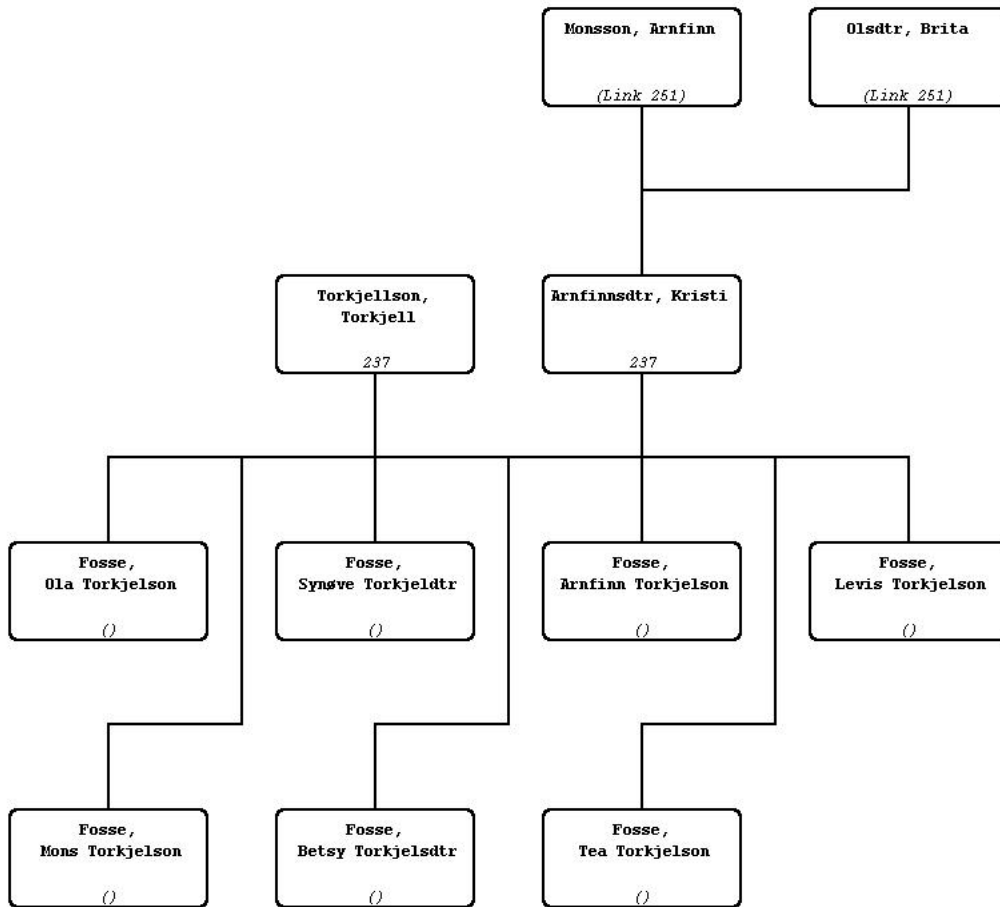 Monsson, Arnfinn
(Link 251)
Olsdtr, Brita
(Link 251)
Torkjellson,
Torkjell
237
Arnfinnsdtr, Kristi
237
Fosse,
Ola Torkjelson
()
Fosse,
Synøve Torkjeldtr
()
Fosse,
Arnfinn Torkjelson
()
Fosse,
Levis Torkjelson
()
Fosse,
Mons Torkjelson
()
Fosse,
Betsy Torkjelsdtr
()
Fosse,
Tea Torkjelson
()